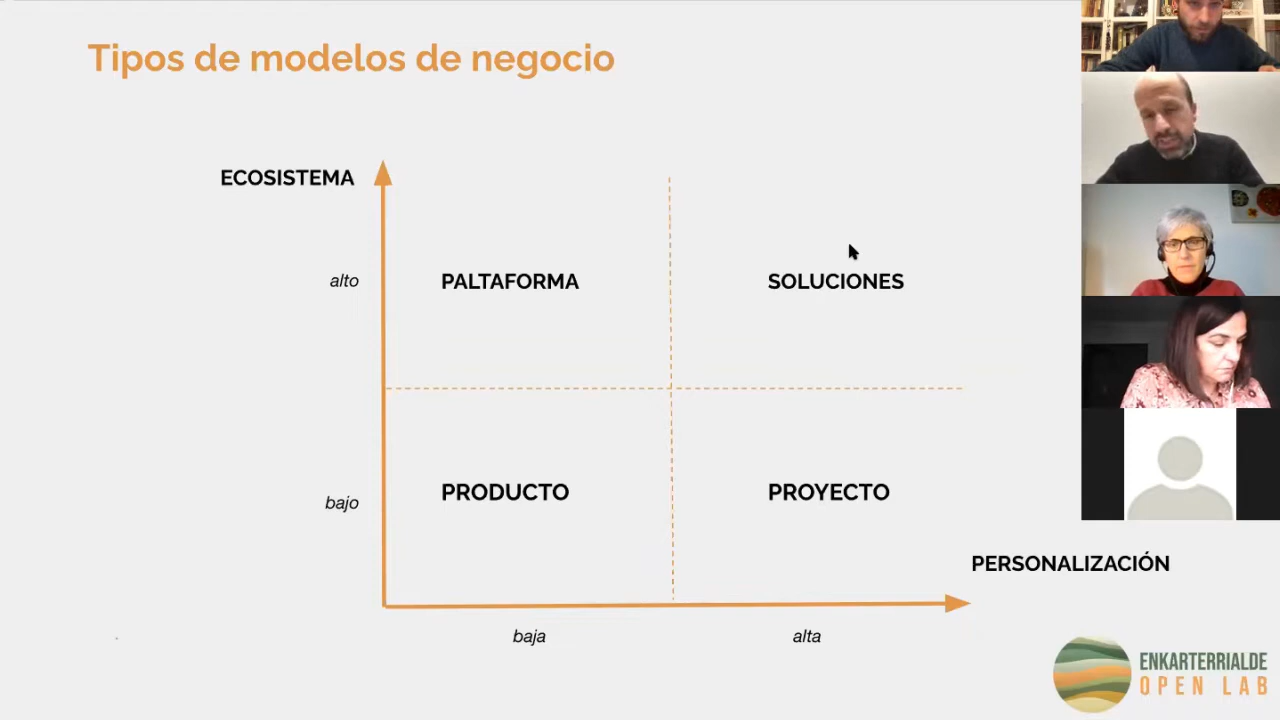 Tipos de modelos de negocio
ECOSISTEMA
alto
PALTAFORMA
SOLUCIONES
bajo
PRODUCTO
PROYECTO
PERSONALIZACIÓN
baja
alta
ENKARTERRIALDE
OPEN LAB